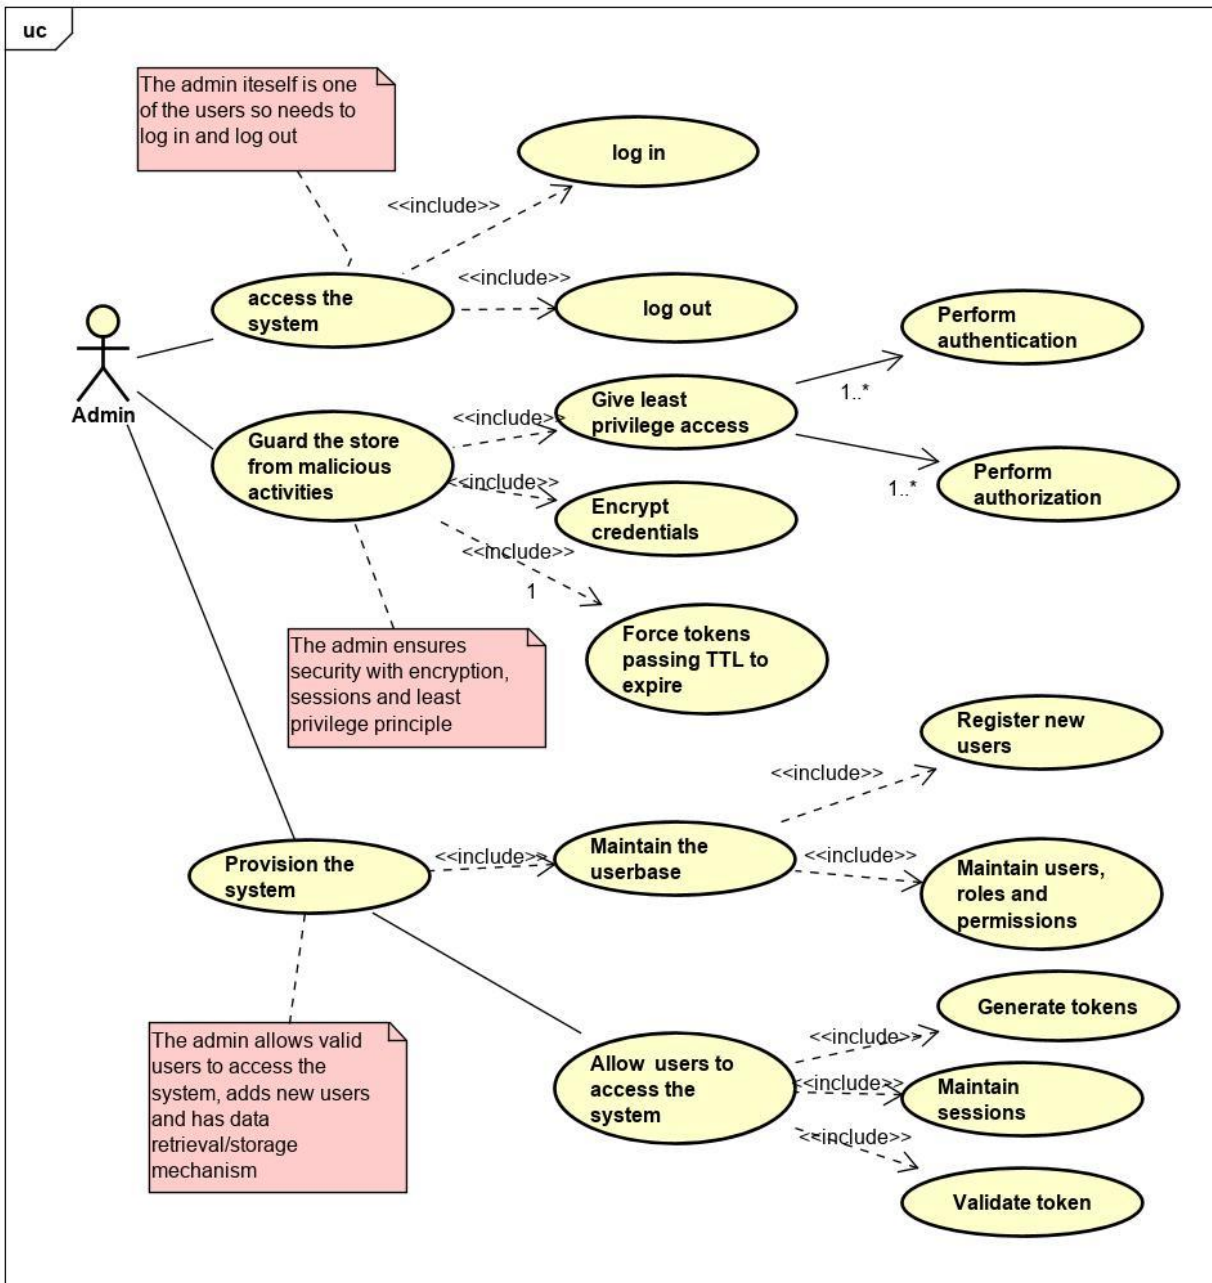 uc
The admin iteself is one
of the users so needs to
log in and log out
log in
<<include>>
<<include>>
access the
system
log out
Perform
authentication
Admin
1..*
Give least
privilege access
<<include>>
Guard the store
from malicious
activities
<<include>>
1..*
Perform
authorization
Encrypt
credentials
<<include>>
1
The admin ensures
security with encryption,
sessions and least
privilege principle
Force tokens
passing TTL to
expire
Register new
users
<<include>>
Provision the
system
<<include>>
Maintain the
userbase
<<include>>
Maintain users,
roles and
permissions
Generate tokens
The admin allows valid
users to access the
system, adds new users
and has data
retrieval/storage
mechanism
Allow users to
access the
system
<<include>>
<<include>>
Maintain
sessions
<<include>>
Validate token